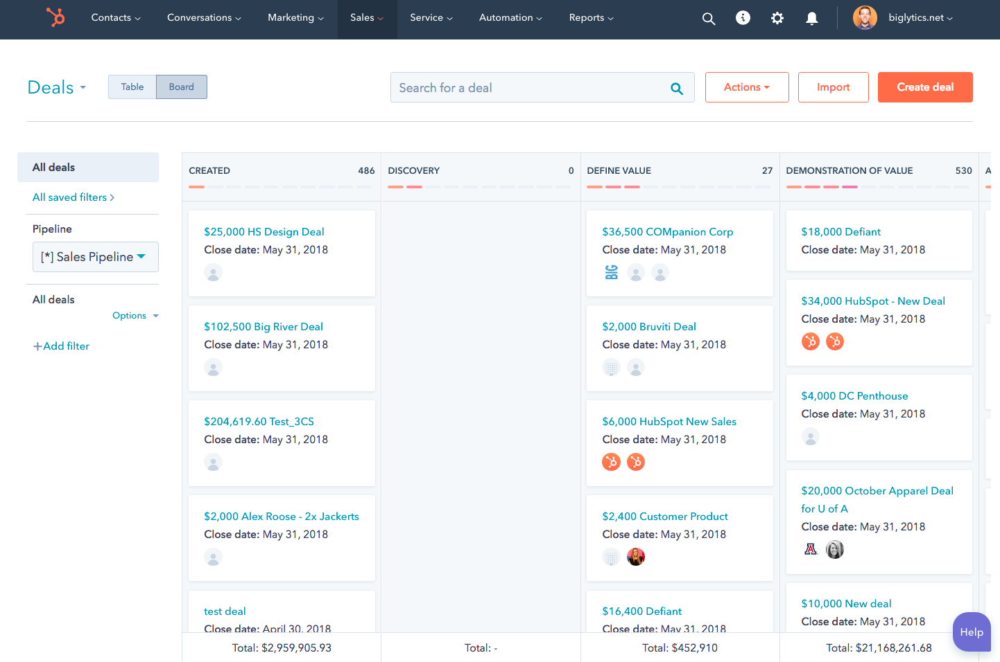 Contacts
Conversations
Marketing
Sales
Service
Automation
Reports
biglytics.net
Deals
Table
Board
Search for a deal
Actions
Import
Create deal
All deals
All saved filters
Pipeline
[*] Sales Pipeline
All deals
Options
Add filter
CREATED 486
$25,000 HS Design Deal
Close date: May 31, 2018
$102,500 Big River Deal
Close date: May 31, 2018
$204,619.60 Test_3CS
Close date: May 31, 2018
$2,000 Alex Roose - 2x Jackerts
Close date: May 31, 2018
test deal
Close date: April 30, 2018
Total: $2,959,905.93
DISCOVERY 0
Total: -
DEFINE VALUE 27
$36,500 COMpanion Corp
Close date: May 31, 2018
BIG
$2,000 Bruviti Deal
Close date: May 31, 2018
$6,000 HubSpot New Sales
Close date: May 31, 2018
$2,400 Customer Product
Close date: May 31, 2018
$16,400 Defiant
Close date: May 31, 2018
Total: $452,910
DEMONSTRATION OF VALUE 530
$18,000 Defiant
Close date: May 31, 2018
$34,000 HubSpot - New Deal
Close date: May 31, 2018
$4,000 DC Penthouse
Close date: May 31, 2018
$20,000 October Apparel Deal
for U of A
Close date: May 31, 2018
A
$10,000 New deal
Close date: May 31, 2018
Total: $21,168,261.68
Help